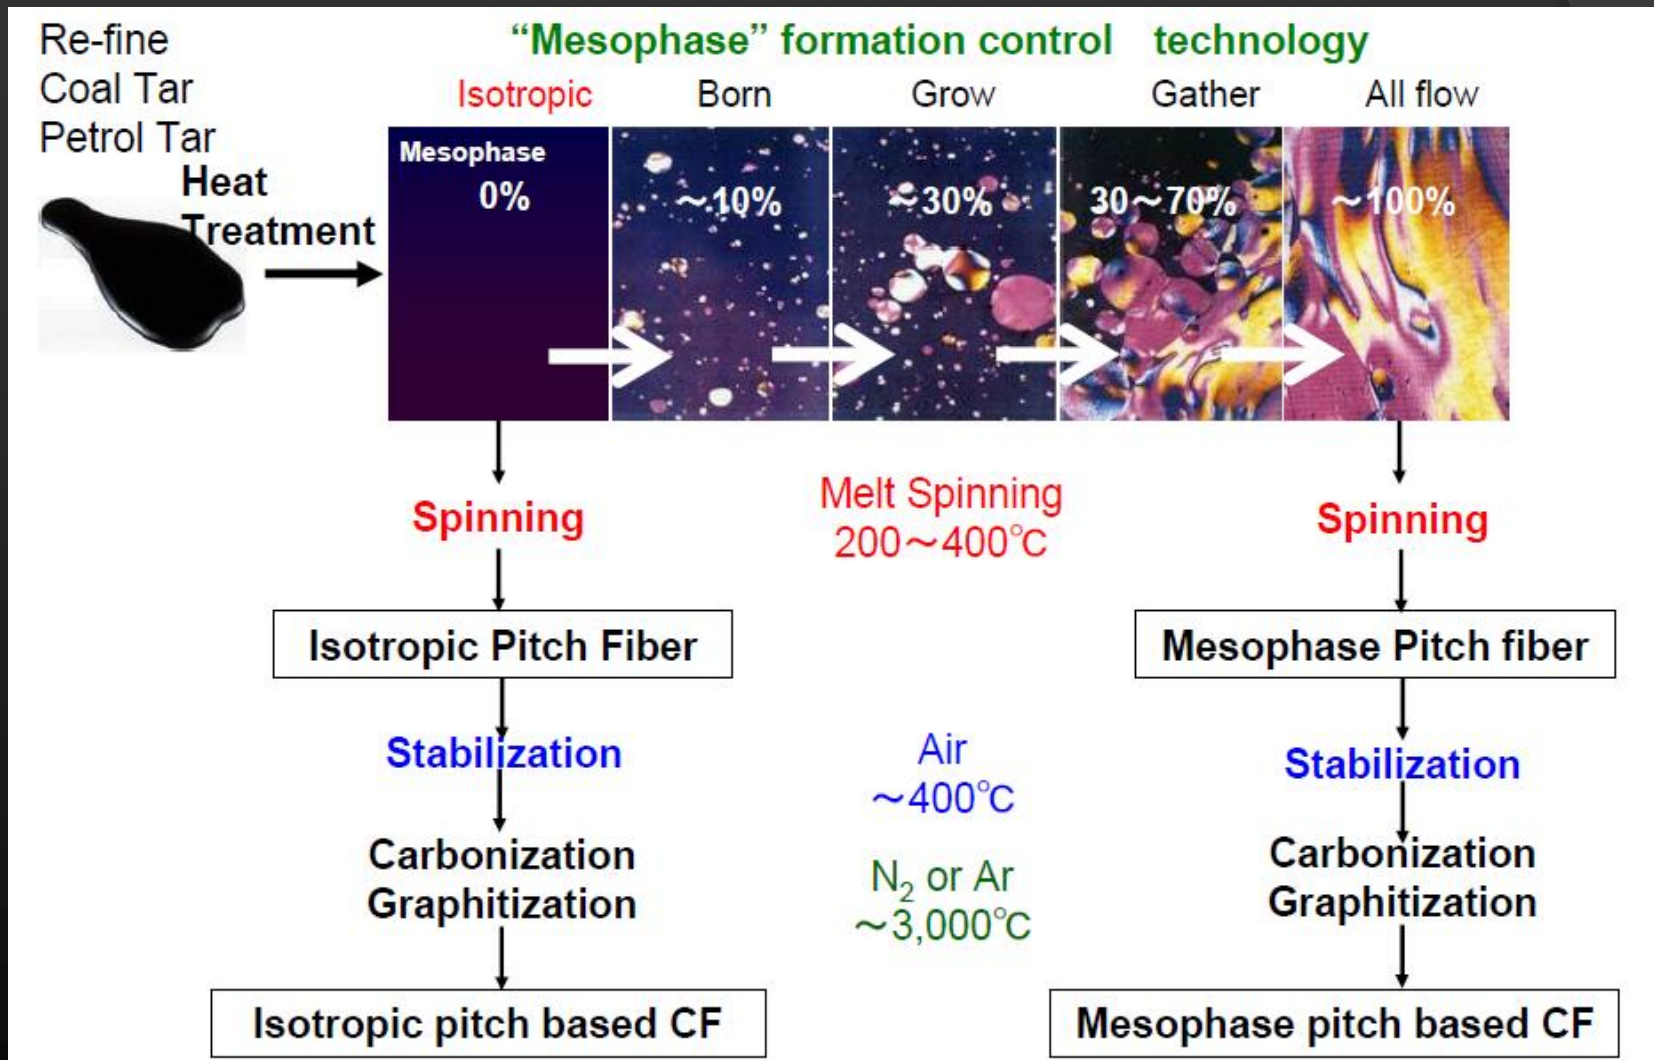 Re-fine
Coal Tar
Petrol Tar
Heat
Treatment
“Mesophase” formation control technology
Isotropic
Born
Grow
Gather
All flow
Mesophase
0%
～10%
～30%
30～70%
～100%
Spinning
Melt Spinning
200～400℃
Spinning
Isotropic Pitch Fiber
Mesophase Pitch fiber
Stabilization
Air
～400℃
Stabilization
Carbonization
Graphitization
N₂ or Ar
～3,000℃
Carbonization
Graphitization
Isotropic pitch based CF
Mesophase pitch based CF